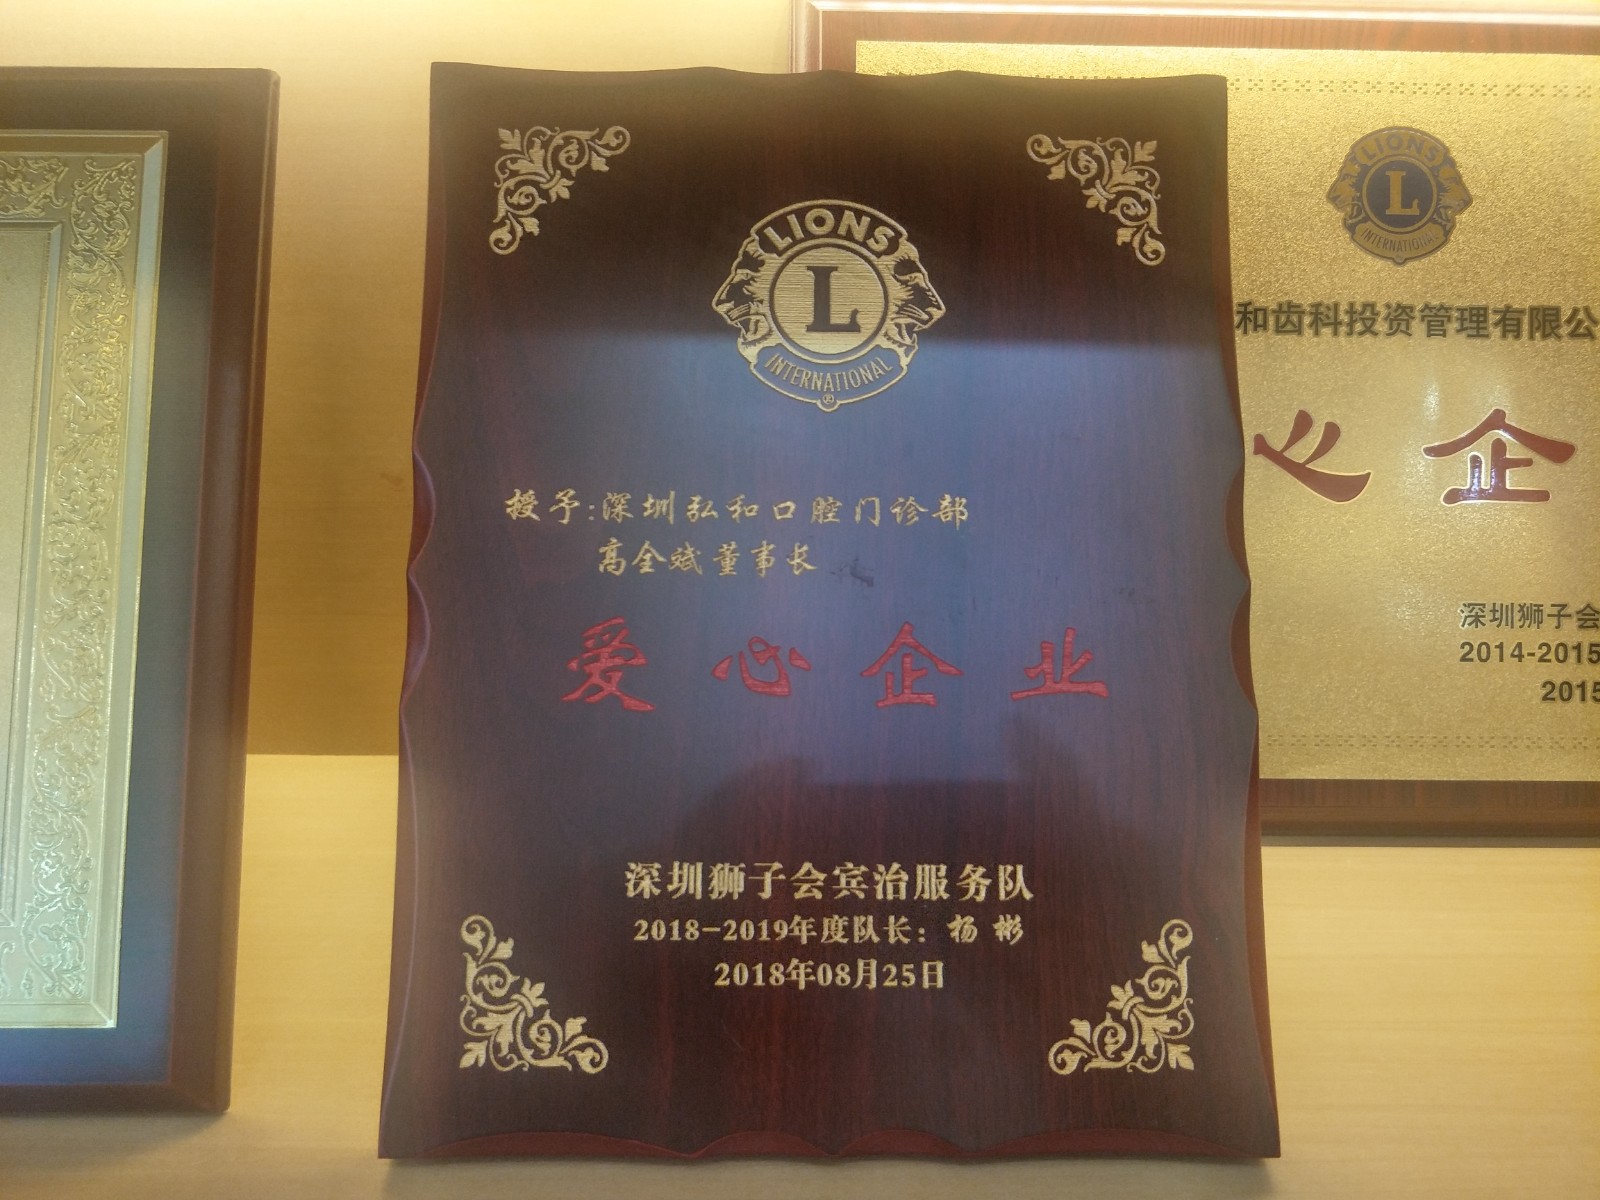 LIONS
L
INTERNATIONAL
授予:深圳弘和口腔门诊部
高全斌董事长
爱心企业
深圳狮子会宾治服务队
2018-2019年度队长：杨彬
2018年08月25日
LIONS
L
INTERNATIONAL
和齿科投资管理有限公
心企
深圳狮子会
2014-2015
2015